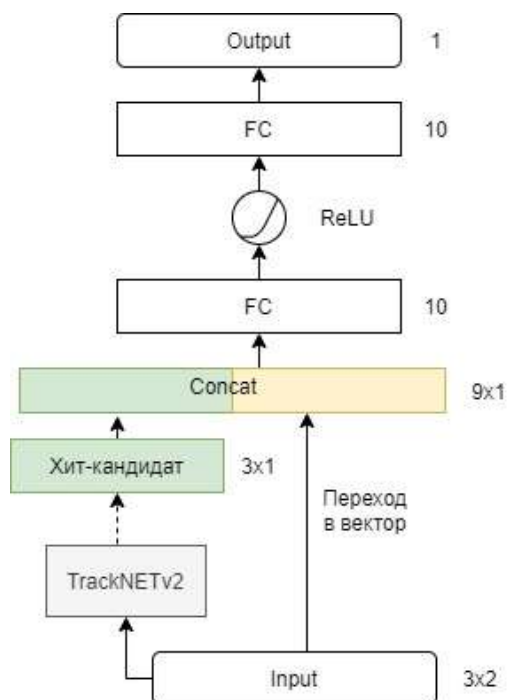 Output 1
FC 10
ReLU
FC 10
Concat 9x1
Хит-кандидат 3x1
Переход
в вектор
TrackNETv2
Input 3x2